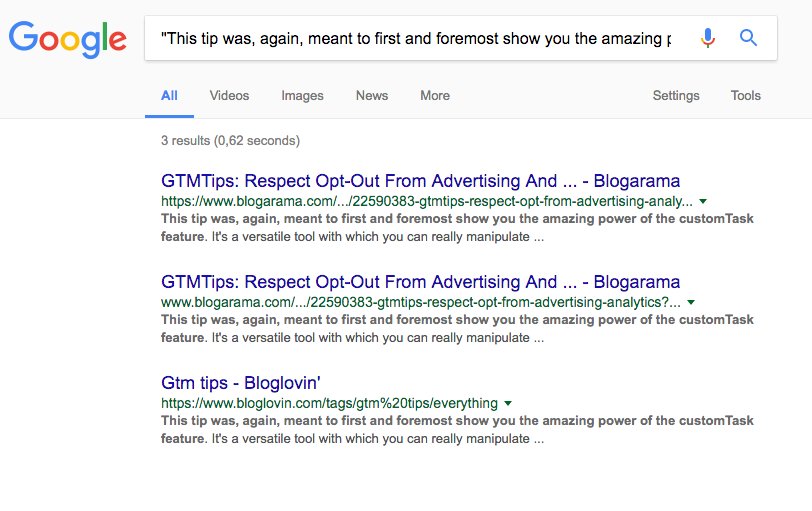 Google
"This tip was, again, meant to first and foremost show you the amazing p
All Videos Images News More Settings Tools
3 results (0,62 seconds)
GTMTips: Respect Opt-Out From Advertising And ... - Blogarama
https://www.blogarama.com/.../22590383-gtmtips-respect-opt-from-advertising-analy...
This tip was, again, meant to first and foremost show you the amazing power of the customTask
feature. It's a versatile tool with which you can really manipulate ...
GTMTips: Respect Opt-Out From Advertising And ... - Blogarama
www.blogarama.com/.../22590383-gtmtips-respect-opt-from-advertising-analytics?...
This tip was, again, meant to first and foremost show you the amazing power of the customTask
feature. It's a versatile tool with which you can really manipulate ...
Gtm tips - Bloglovin'
https://www.bloglovin.com/tags/gtm%20tips/everything
This tip was, again, meant to first and foremost show you the amazing power of the customTask
feature. It's a versatile tool with which you can really manipulate ...